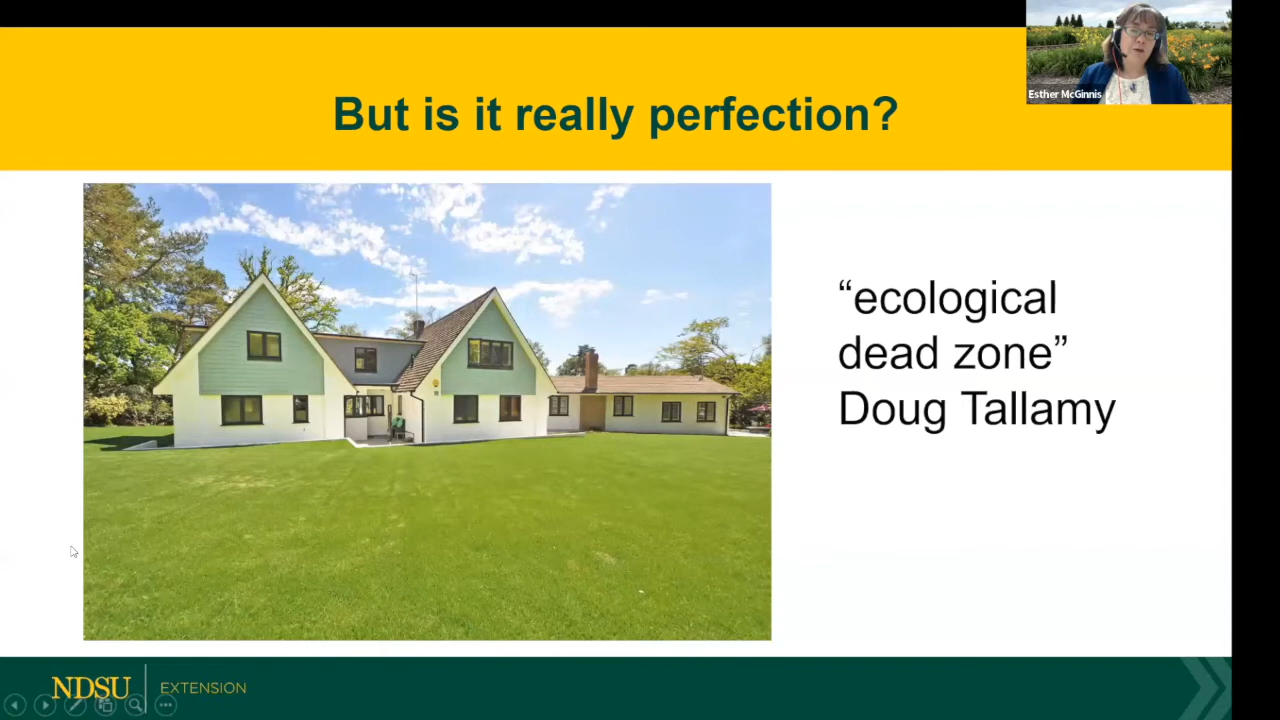 Esther McGinnis
But is it really perfection?
“ecological
dead zone”
Doug Tallamy
NDSU EXTENSION